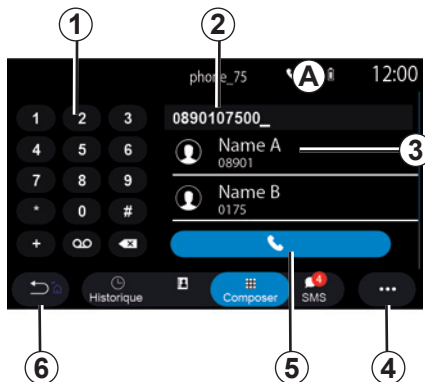 1 2
phone_75 A 12:00
1 2 3 0890107500_
4 5 6 Name A 3
08901
7 8 9
* 0 # Name B
0175
+
Historique Composer 4 SMS ...
6 5 4